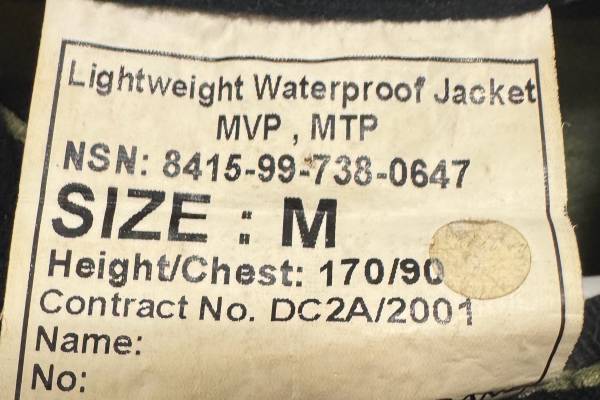 Lightweight Waterproof Jacket
MVP , MTP
NSN: 8415-99-738-0647
SIZE : M
Height/Chest: 170/90
Contract No. DC2A/2001
Name:
No: